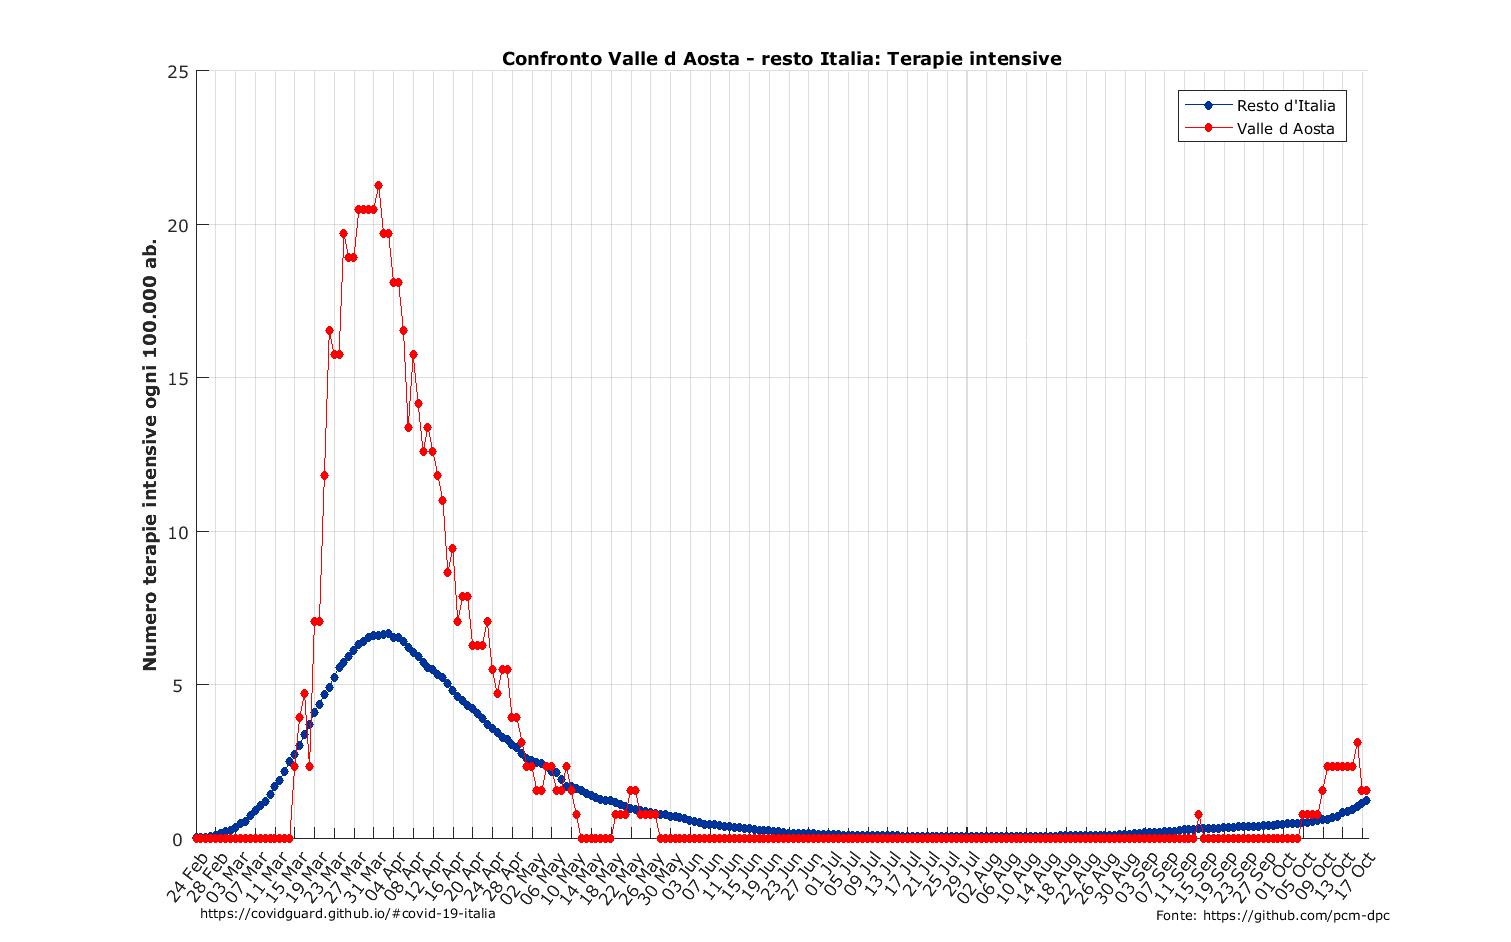 Confronto Valle d Aosta - resto Italia: Terapie intensive
Resto d'Italia
Valle d Aosta
Numero terapie intensive ogni 100.000 ab.
25
20
15
10
5
0
24 Feb
28 Feb
03 Mar
07 Mar
11 Mar
15 Mar
19 Mar
23 Mar
27 Mar
31 Mar
04 Apr
08 Apr
12 Apr
16 Apr
20 Apr
24 Apr
28 Apr
02 May
06 May
10 May
14 May
18 May
22 May
26 May
30 May
03 Jun
07 Jun
11 Jun
15 Jun
19 Jun
23 Jun
27 Jun
01 Jul
05 Jul
09 Jul
13 Jul
17 Jul
21 Jul
25 Jul
29 Jul
02 Aug
06 Aug
10 Aug
14 Aug
18 Aug
22 Aug
26 Aug
30 Aug
03 Sep
07 Sep
11 Sep
15 Sep
19 Sep
23 Sep
27 Sep
01 Oct
05 Oct
09 Oct
13 Oct
17 Oct
https://covidguard.github.io/#covid-19-italia
Fonte: https://github.com/pcm-dpc